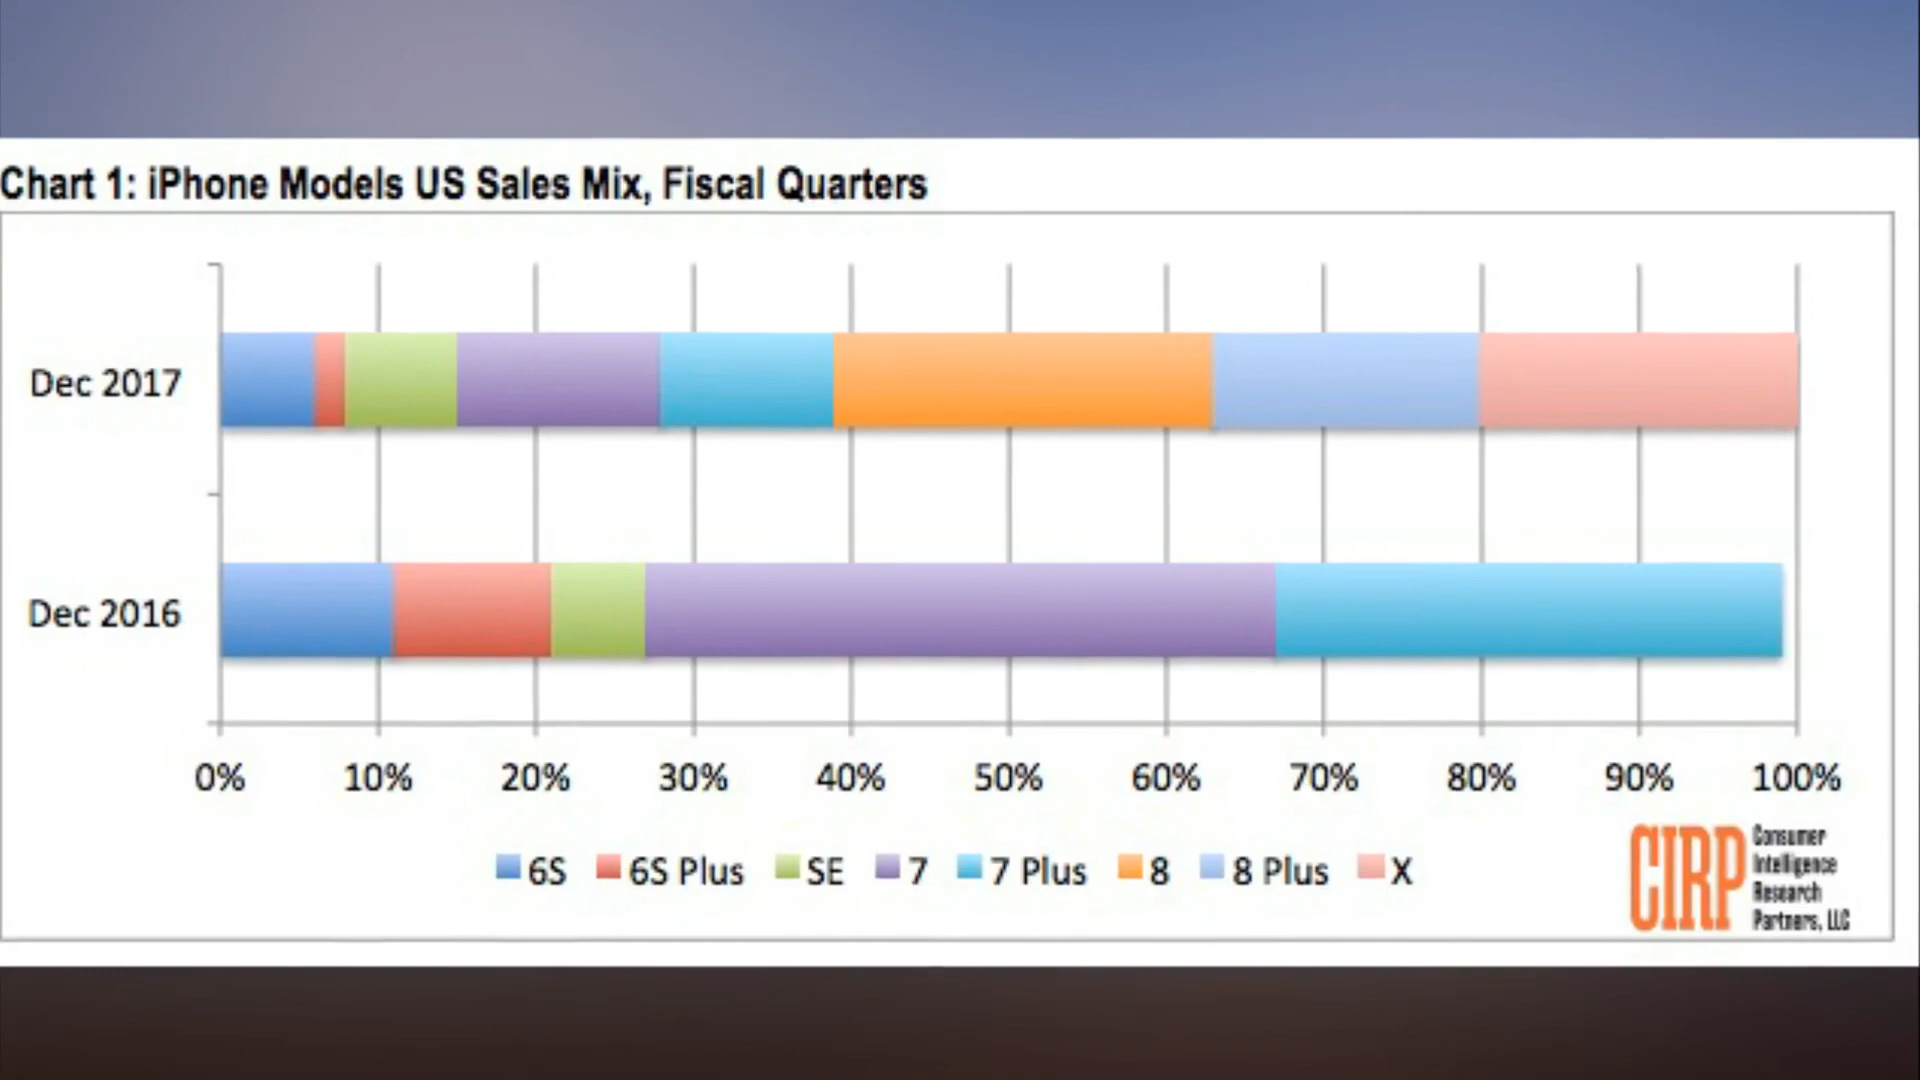 Chart 1: iPhone Models US Sales Mix, Fiscal Quarters
Dec 2017
Dec 2016
0% 10% 20% 30% 40% 50% 60% 70% 80% 90% 100%
6S 6S Plus SE 7 7 Plus 8 8 Plus X
CIRP
Consumer
Intelligence
Research
Partners, LLC